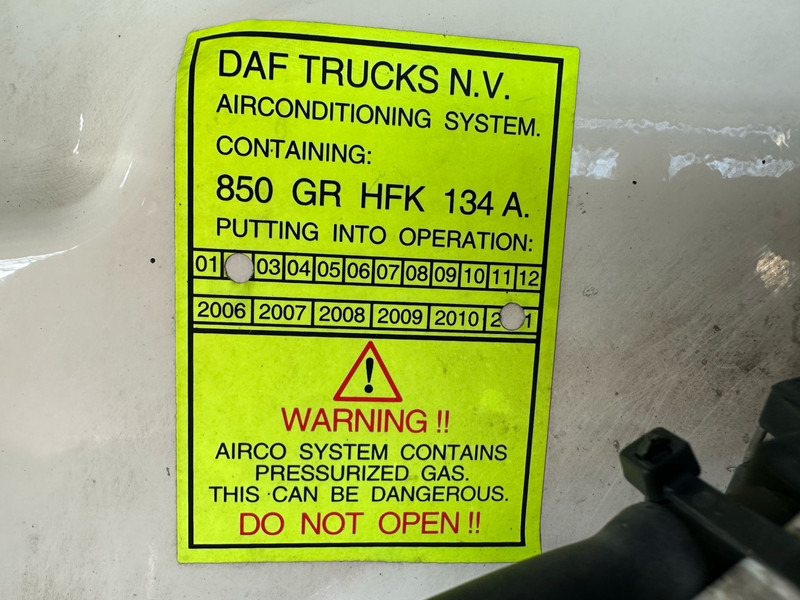 DAF TRUCKS N.V.
AIRCONDITIONING SYSTEM.
CONTAINING:
850 GR HFK 134 A.
PUTTING INTO OPERATION:
01 03 04 05 06 07 08 09 10 11 12
2006 2007 2008 2009 2010
!
WARNING !!
AIRCO SYSTEM CONTAINS
PRESSURIZED GAS.
THIS CAN BE DANGEROUS.
DO NOT OPEN !!